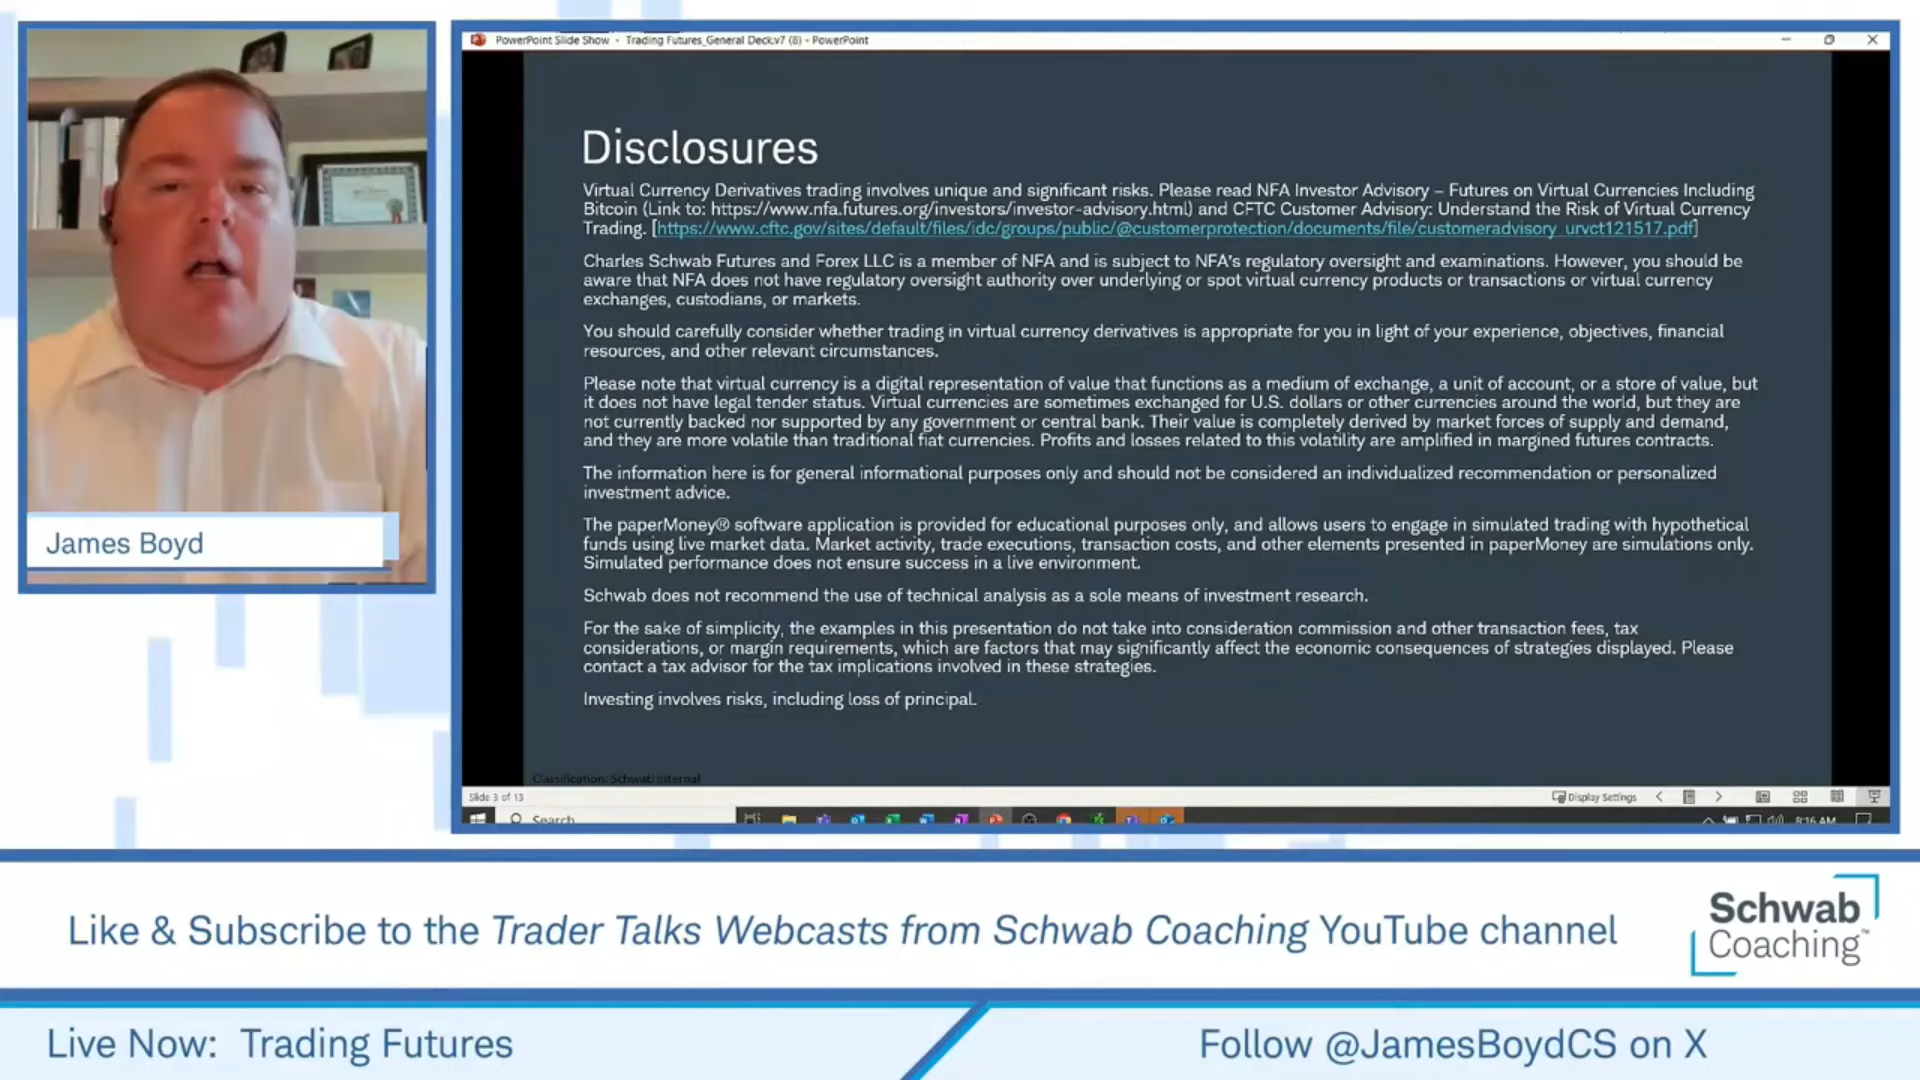 PowerPoint Slide Show - Trading Futures_General Deck.v7 (8) - PowerPoint
Disclosures
Virtual Currency Derivatives trading involves unique and significant risks. Please read NFA Investor Advisory – Futures on Virtual Currencies Including
Bitcoin (Link to: https://www.nfa.futures.org/investors/investor-advisory.html) and CFTC Customer Advisory: Understand the Risk of Virtual Currency
Trading. [https://www.cftc.gov/sites/default/files/idc/groups/public/@customerprotection/documents/file/customeradvisory_urvct121517.pdf]
Charles Schwab Futures and Forex LLC is a member of NFA and is subject to NFA's regulatory oversight and examinations. However, you should be
aware that NFA does not have regulatory oversight authority over underlying or spot virtual currency products or transactions or virtual currency
exchanges, custodians, or markets.
You should carefully consider whether trading in virtual currency derivatives is appropriate for you in light of your experience, objectives, financial
resources, and other relevant circumstances.
Please note that virtual currency is a digital representation of value that functions as a medium of exchange, a unit of account, or a store of value, but
it does not have legal tender status. Virtual currencies are sometimes exchanged for U.S. dollars or other currencies around the world, but they are
not currently backed nor supported by any government or central bank. Their value is completely derived by market forces of supply and demand,
and they are more volatile than traditional fiat currencies. Profits and losses related to this volatility are amplified in margined futures contracts.
The information here is for general informational purposes only and should not be considered an individualized recommendation or personalized
investment advice.
The paperMoney® software application is provided for educational purposes only, and allows users to engage in simulated trading with hypothetical
funds using live market data. Market activity, trade executions, transaction costs, and other elements presented in paperMoney are simulations only.
Simulated performance does not ensure success in a live environment.
Schwab does not recommend the use of technical analysis as a sole means of investment research.
For the sake of simplicity, the examples in this presentation do not take into consideration commission and other transaction fees, tax
considerations, or margin requirements, which are factors that may significantly affect the economic consequences of strategies displayed. Please
contact a tax advisor for the tax implications involved in these strategies.
Investing involves risks, including loss of principal.
Classification: Schwab Internal
Slide 3 of 13
Display Settings
Search
8:16 AM
James Boyd
Like & Subscribe to the Trader Talks Webcasts from Schwab Coaching YouTube channel
Schwab
Coaching™
Live Now: Trading Futures
Follow @JamesBoydCS on X